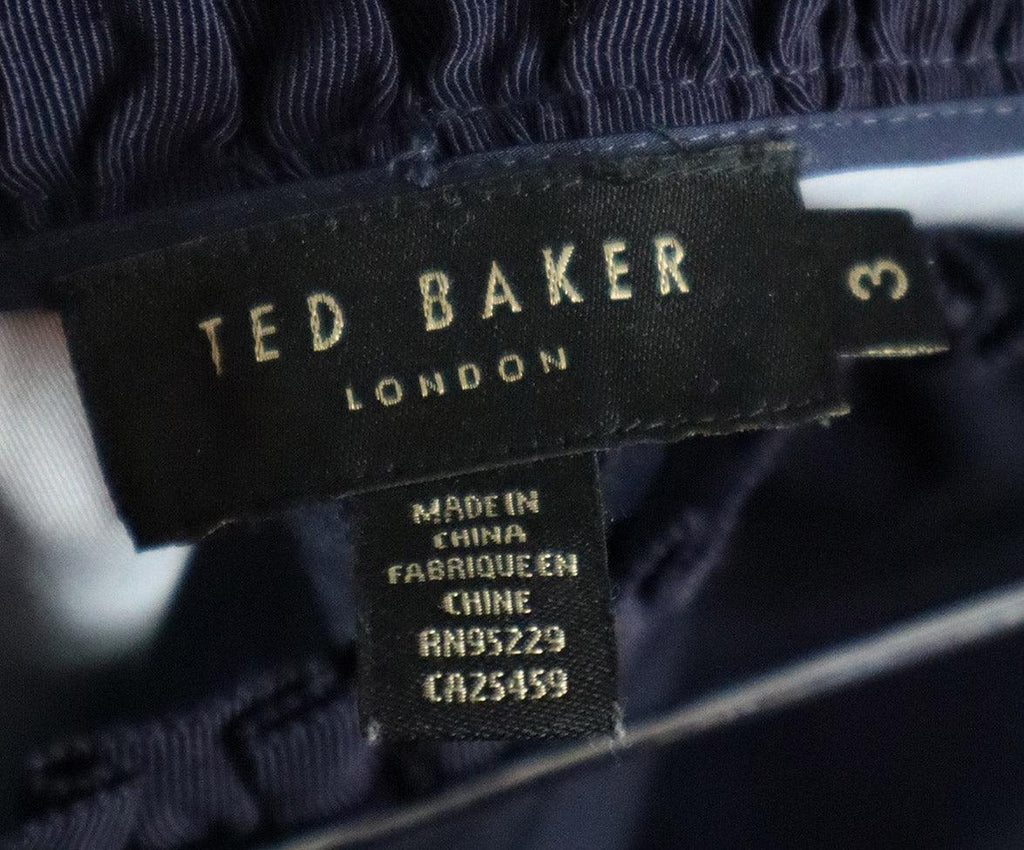 TED BAKER
LONDON
3
MADE IN
CHINA
FABRIQUE EN
CHINE
RN95229
CA25459